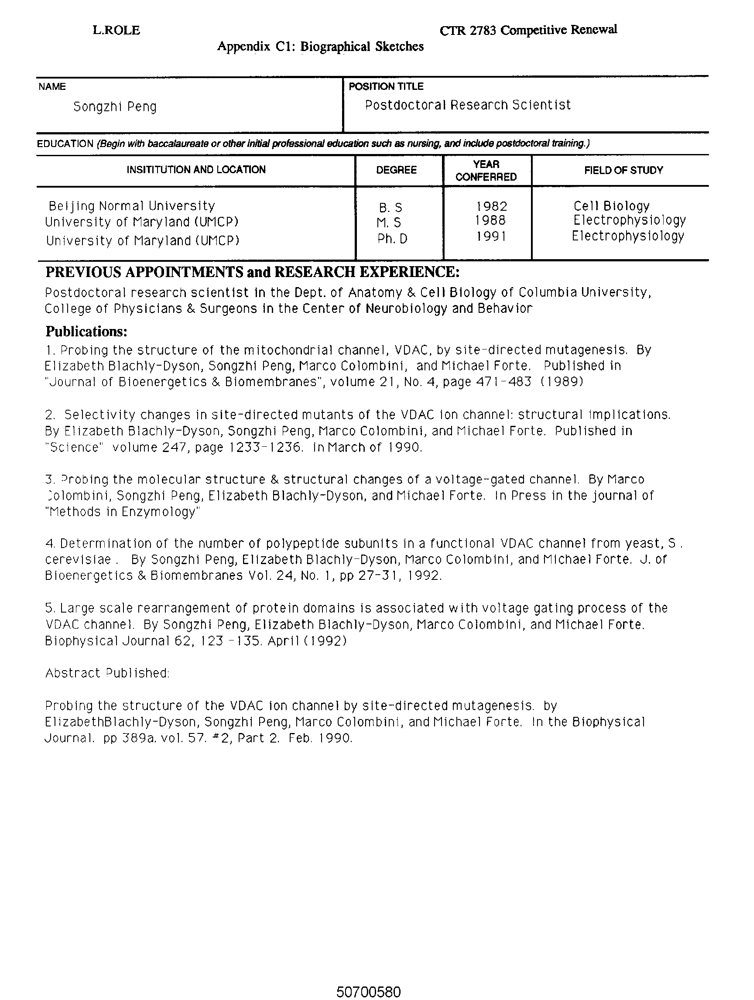 L.ROLE CTR 2783 Competitive Renewal
Appendix C1: Biographical Sketches
NAME POSITION TITLE
Songzhi Peng Postdoctoral Research Scientist
EDUCATION (Begin with baccalaureate or other initial professional education such as nursing, and include postdoctoral training.)
INSITITUTION AND LOCATION DEGREE YEAR CONFERRED FIELD OF STUDY
Beijing Normal University B. S 1982 Cell Biology
University of Maryland (UMCP) M. S 1988 Electrophysiology
University of Maryland (UMCP) Ph. D 1991 Electrophysiology
PREVIOUS APPOINTMENTS and RESEARCH EXPERIENCE:
Postdoctoral research scientist in the Dept. of Anatomy & Cell Biology of Columbia University,
College of Physicians & Surgeons in the Center of Neurobiology and Behavior
Publications:
1. Probing the structure of the mitochondrial channel, VDAC, by site-directed mutagenesis. By
Elizabeth Blachly-Dyson, Songzhi Peng, Marco Colombini, and Michael Forte. Published in
"Journal of Bioenergetics & Biomembranes", volume 21, No. 4, page 471-483 (1989)
2. Selectivity changes in site-directed mutants of the VDAC ion channel: structural implications.
By Elizabeth Blachly-Dyson, Songzhi Peng, Marco Colombini, and Michael Forte. Published in
"Science" volume 247, page 1233-1236. In March of 1990.
3. Probing the molecular structure & structural changes of a voltage-gated channel. By Marco
Colombini, Songzhi Peng, Elizabeth Blachly-Dyson, and Michael Forte. In Press in the journal of
"Methods in Enzymology"
4. Determination of the number of polypeptide subunits in a functional VDAC channel from yeast, S .
cerevisiae . By Songzhi Peng, Elizabeth Blachly-Dyson, Marco Colombini, and Michael Forte. J. of
Bioenergetics & Biomembranes Vol. 24, No. 1, pp 27-31, 1992.
5. Large scale rearrangement of protein domains is associated with voltage gating process of the
VDAC channel. By Songzhi Peng, Elizabeth Blachly-Dyson, Marco Colombini, and Michael Forte.
Biophysical Journal 62, 123 -135. April (1992)
Abstract Published:
Probing the structure of the VDAC ion channel by site-directed mutagenesis. by
ElizabethBlachly-Dyson, Songzhi Peng, Marco Colombini, and Michael Forte. In the Biophysical
Journal. pp 389a. vol. 57. #2, Part 2. Feb. 1990.
50700580